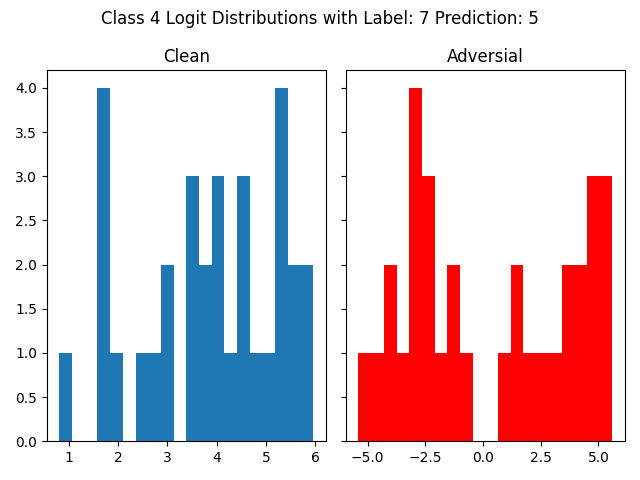 Class 4 Logit Distributions with Label: 7 Prediction: 5
Clean
Adversial
4.0
3.5
3.0
2.5
2.0
1.5
1.0
0.5
0.0
1 2 3 4 5 6
−5.0 −2.5 0.0 2.5 5.0